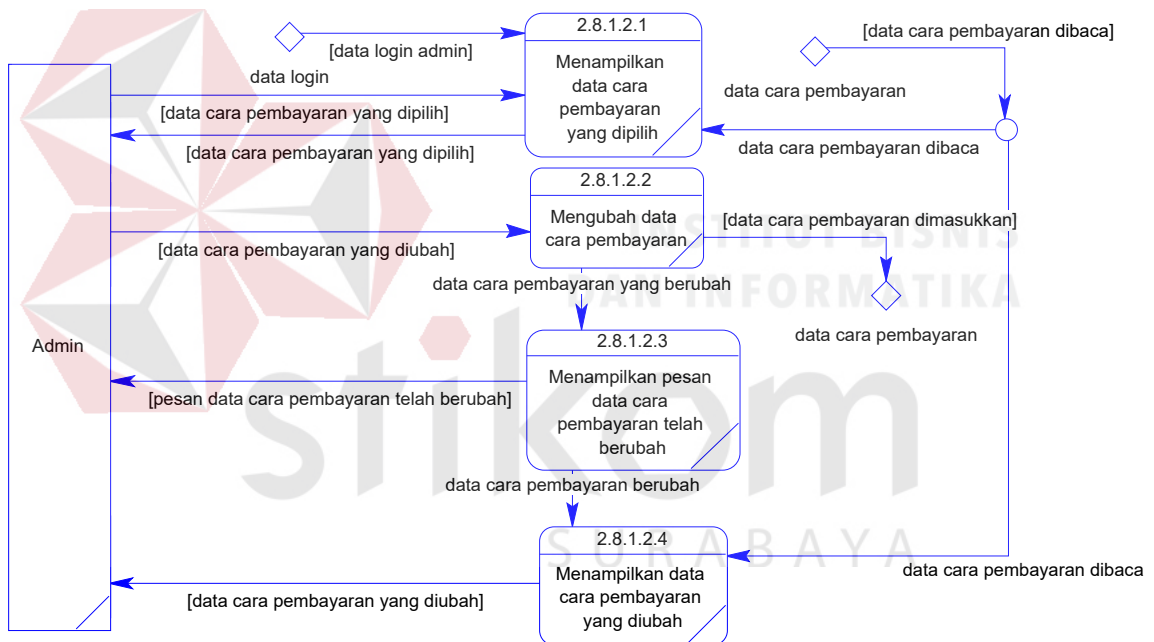 2.8.1.2.1
[data cara pembayaran dibaca]
[data login admin]
Menampilkan
data cara
pembayaran
yang dipilih
data login
data cara pembayaran
[data cara pembayaran yang dipilih]
data cara pembayaran dibaca
[data cara pembayaran yang dipilih]
2.8.1.2.2
Mengubah data
cara pembayaran
[data cara pembayaran dimasukkan]
INSTITUT BISNIS
[data cara pembayaran yang diubah]
data cara pembayaran yang berubah
DAN INFORMATIKA
data cara pembayaran
Admin
2.8.1.2.3
Menampilkan pesan
data cara
pembayaran telah
berubah
[pesan data cara pembayaran telah berubah]
stikom
data cara pembayaran berubah
2.8.1.2.4
SURABAYA
Menampilkan data
cara pembayaran
yang diubah
data cara pembayaran dibaca
[data cara pembayaran yang diubah]